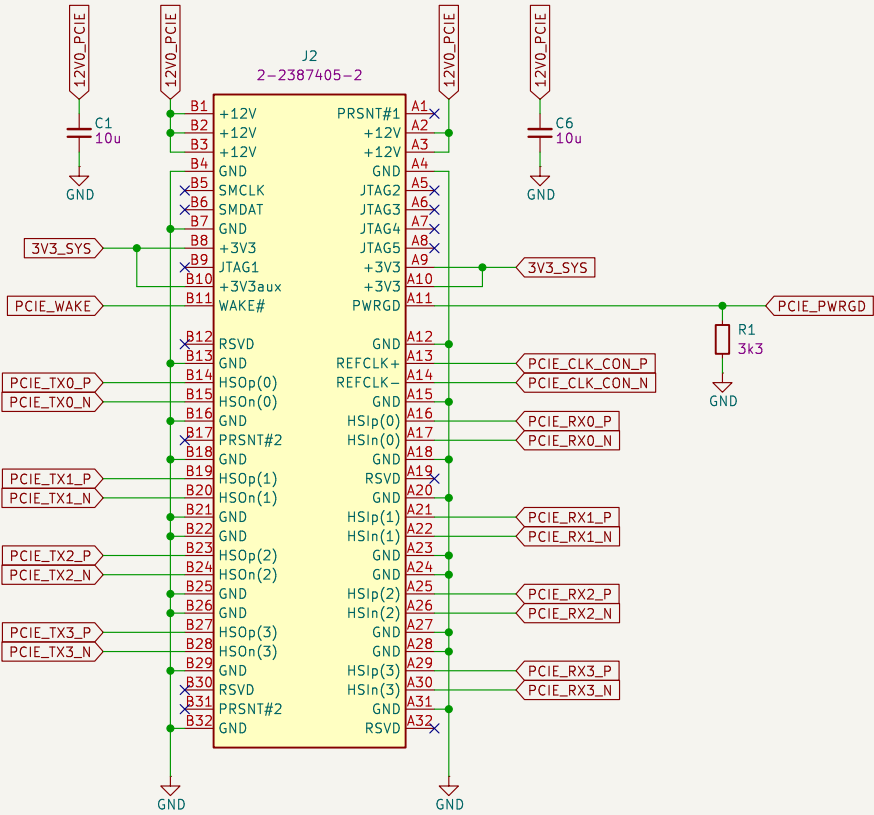 12V0_PCIE
12V0_PCIE
12V0_PCIE
12V0_PCIE
J2
2-2387405-2
C1
10u
GND
C6
10u
GND
B1 +12V PRSNT#1 A1
B2 +12V +12V A2
B3 +12V +12V A3
B4 GND GND A4
B5 SMCLK JTAG2 A5
B6 SMDAT JTAG3 A6
B7 GND JTAG4 A7
3V3_SYS B8 +3V3 JTAG5 A8
B9 JTAG1 +3V3 A9 3V3_SYS
B10 +3V3aux +3V3 A10
PCIE_WAKE B11 WAKE# PWRGD A11 PCIE_PWRGD
R1
3k3
GND
B12 RSVD GND A12
B13 GND REFCLK+ A13 PCIE_CLK_CON_P
PCIE_TX0_P B14 HSOp(0) REFCLK- A14 PCIE_CLK_CON_N
PCIE_TX0_N B15 HSOn(0) GND A15
B16 GND HSIp(0) A16 PCIE_RX0_P
B17 PRSNT#2 HSIn(0) A17 PCIE_RX0_N
B18 GND GND A18
PCIE_TX1_P B19 HSOp(1) RSVD A19
PCIE_TX1_N B20 HSOn(1) GND A20
B21 GND HSIp(1) A21 PCIE_RX1_P
B22 GND HSIn(1) A22 PCIE_RX1_N
PCIE_TX2_P B23 HSOp(2) GND A23
PCIE_TX2_N B24 HSOn(2) GND A24
B25 GND HSIp(2) A25 PCIE_RX2_P
B26 GND HSIn(2) A26 PCIE_RX2_N
PCIE_TX3_P B27 HSOp(3) GND A27
PCIE_TX3_N B28 HSOn(3) GND A28
B29 GND HSIp(3) A29 PCIE_RX3_P
B30 RSVD HSIn(3) A30 PCIE_RX3_N
B31 PRSNT#2 GND A31
B32 GND RSVD A32
GND
GND